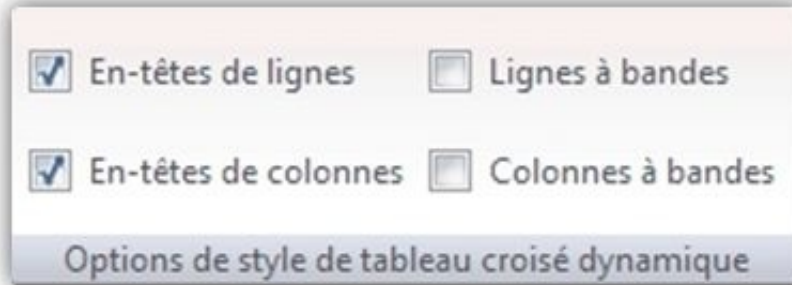 En-têtes de lignes Lignes à bandes
En-têtes de colonnes Colonnes à bandes
Options de style de tableau croisé dynamique